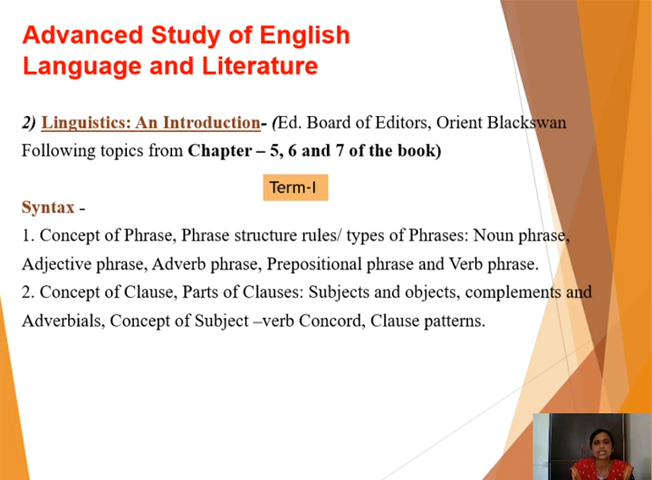 Advanced Study of English
Language and Literature
2) Linguistics: An Introduction- (Ed. Board of Editors, Orient Blackswan
Following topics from Chapter – 5, 6 and 7 of the book)
Term-I
Syntax -
1. Concept of Phrase, Phrase structure rules/ types of Phrases: Noun phrase,
Adjective phrase, Adverb phrase, Prepositional phrase and Verb phrase.
2. Concept of Clause, Parts of Clauses: Subjects and objects, complements and
Adverbials, Concept of Subject –verb Concord, Clause patterns.